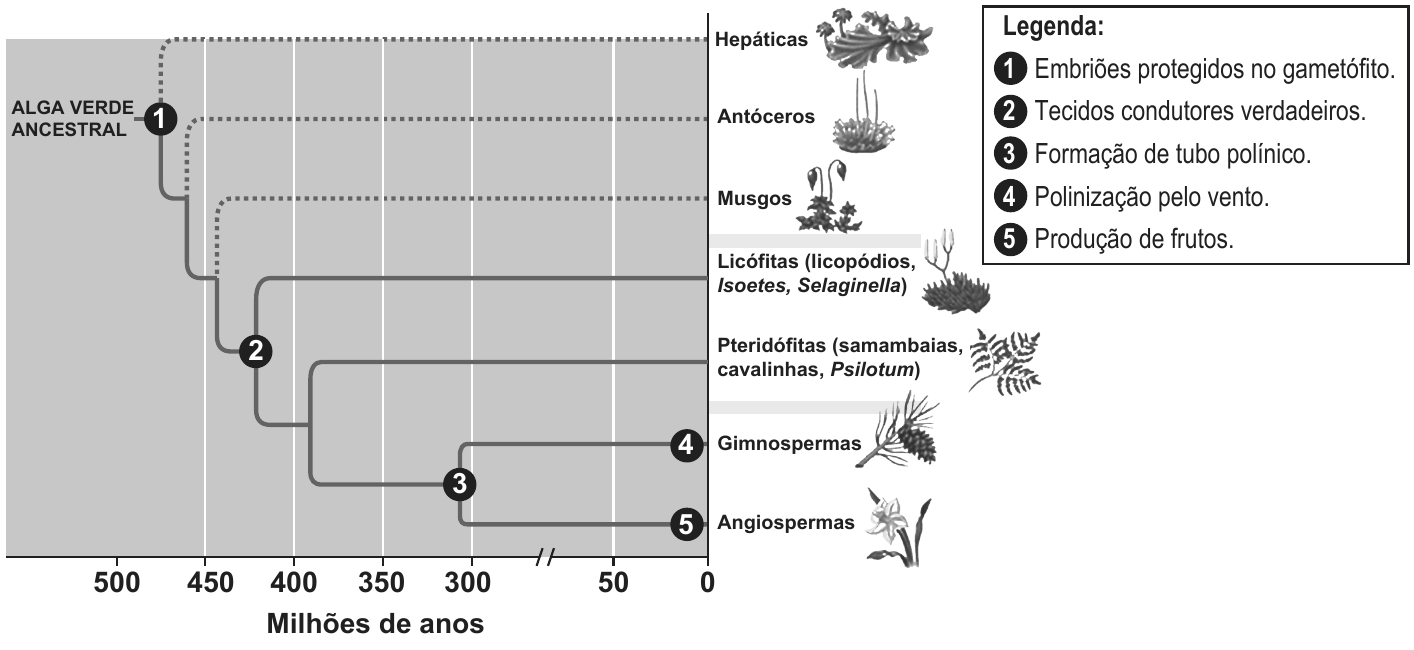 Hepáticas
ALGA VERDE
ANCESTRAL
1
Antóceros
Musgos
Licófitas (licopódios,
Isoetes, Selaginella)
2
Pteridófitas (samambaias,
cavalinhas, Psilotum)
4
Gimnospermas
3
5
Angiospermas
500 450 400 350 300 50 0
Milhões de anos
Legenda:
1 Embriões protegidos no gametófito.
2 Tecidos condutores verdadeiros.
3 Formação de tubo polínico.
4 Polinização pelo vento.
5 Produção de frutos.